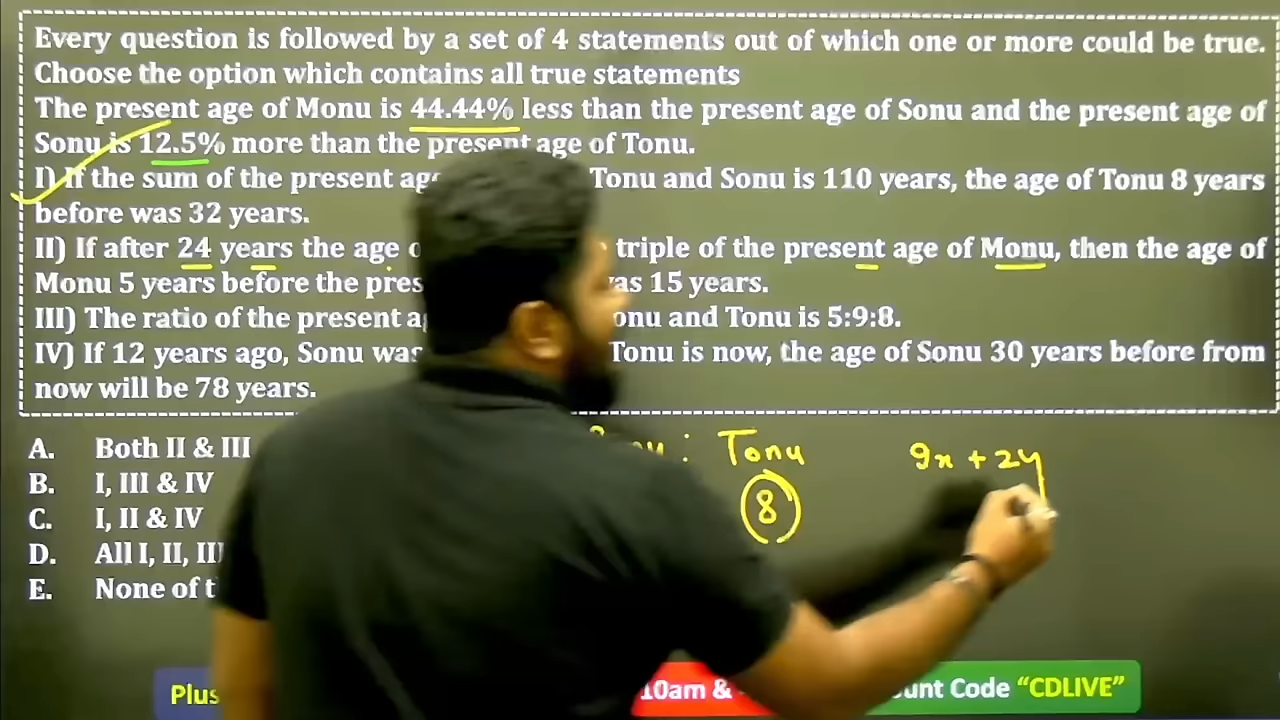 Every question is followed by a set of 4 statements out of which one or more could be true.
Choose the option which contains all true statements
The present age of Monu is 44.44% less than the present age of Sonu and the present age of
Sonu is 12.5% more than the present age of Tonu.
I) If the sum of the present Tonu and Sonu is 110 years, the age of Tonu 8 years
before was 32 years.
II) If after 24 years the age triple of the present age of Monu, then the age of
Monu 5 years before the 15 years.
III) The ratio of the present and Tonu is 5:9:8.
IV) If 12 years ago, Sonu Tonu is now, the age of Sonu 30 years before from
now will be 78 years.
: Tonu
8
9x + 24
A. Both II & III
B. I, III & IV
C. I, II & IV
D. All I, II,
E. None of
Plus 10am & Code “CDLIVE”